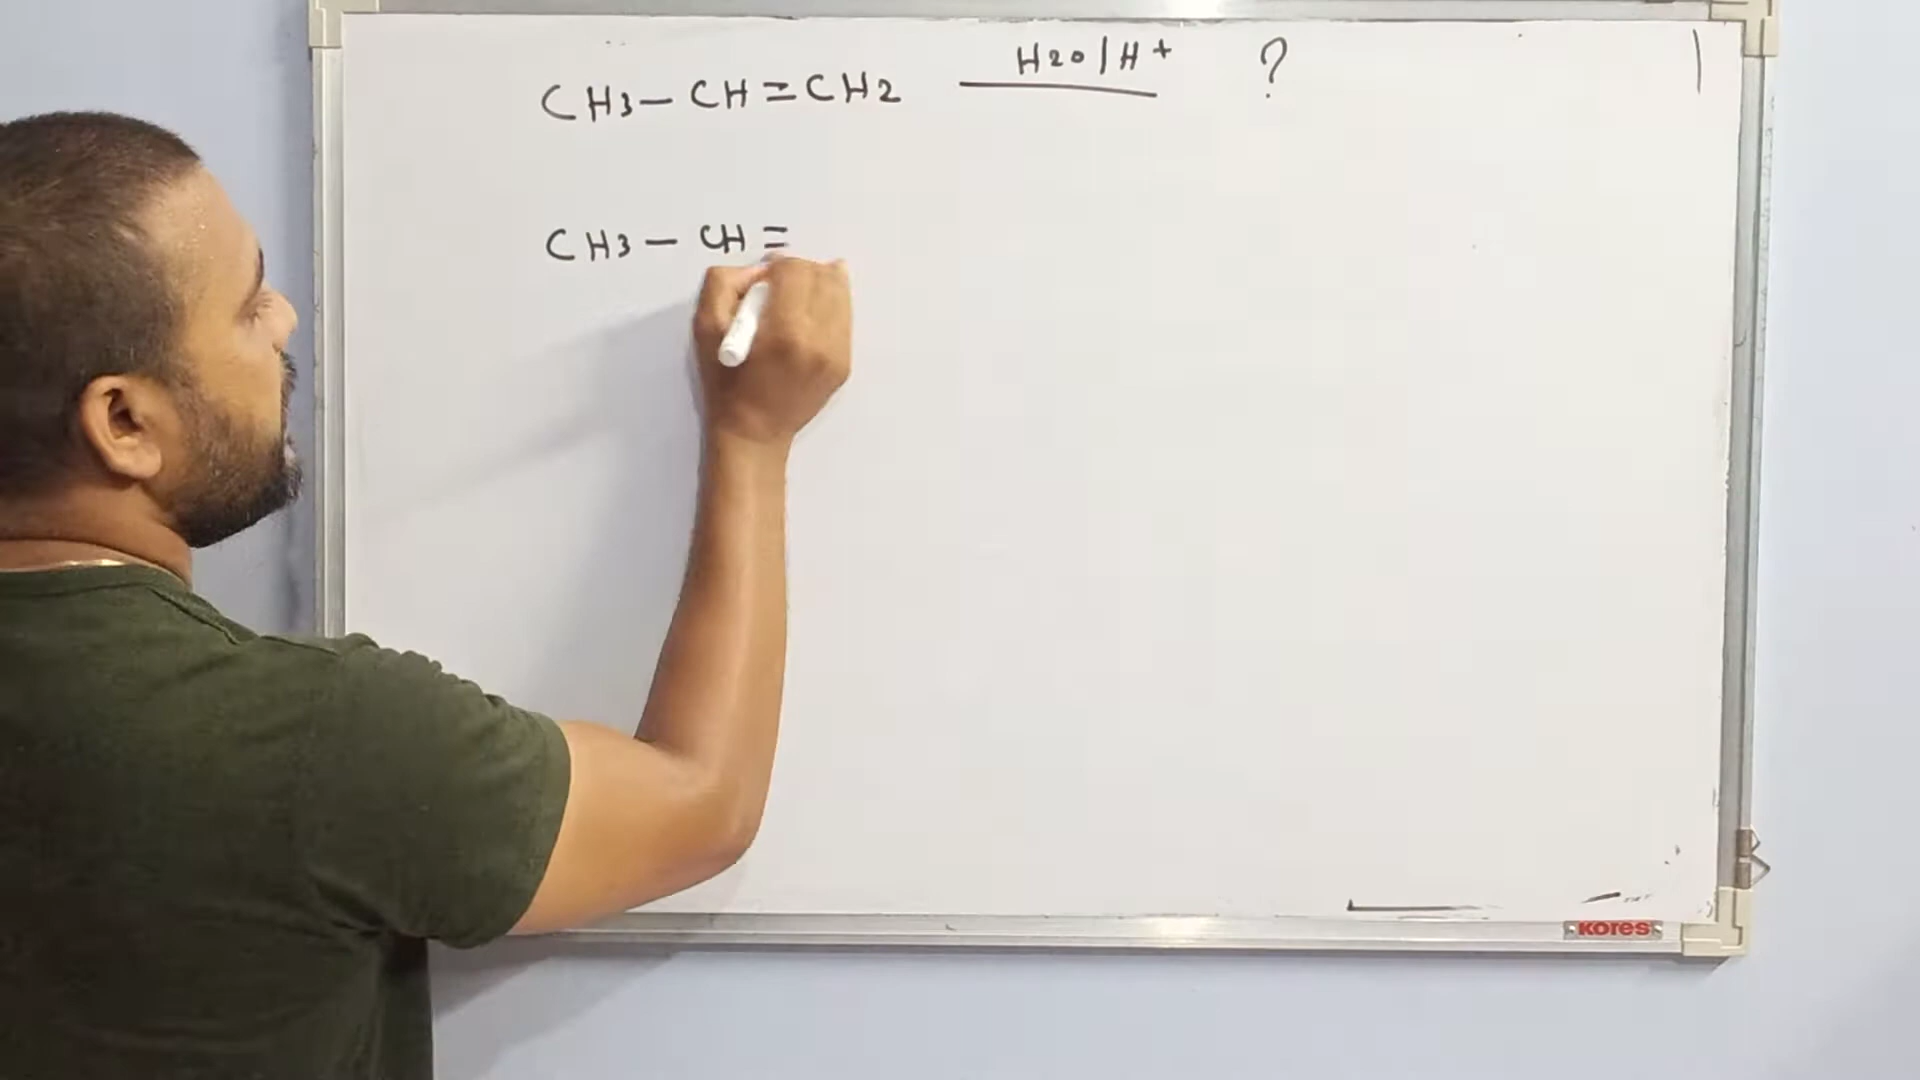 CH3 — CH = CH2 H2O/H+ ?
CH3 — CH =
KORES